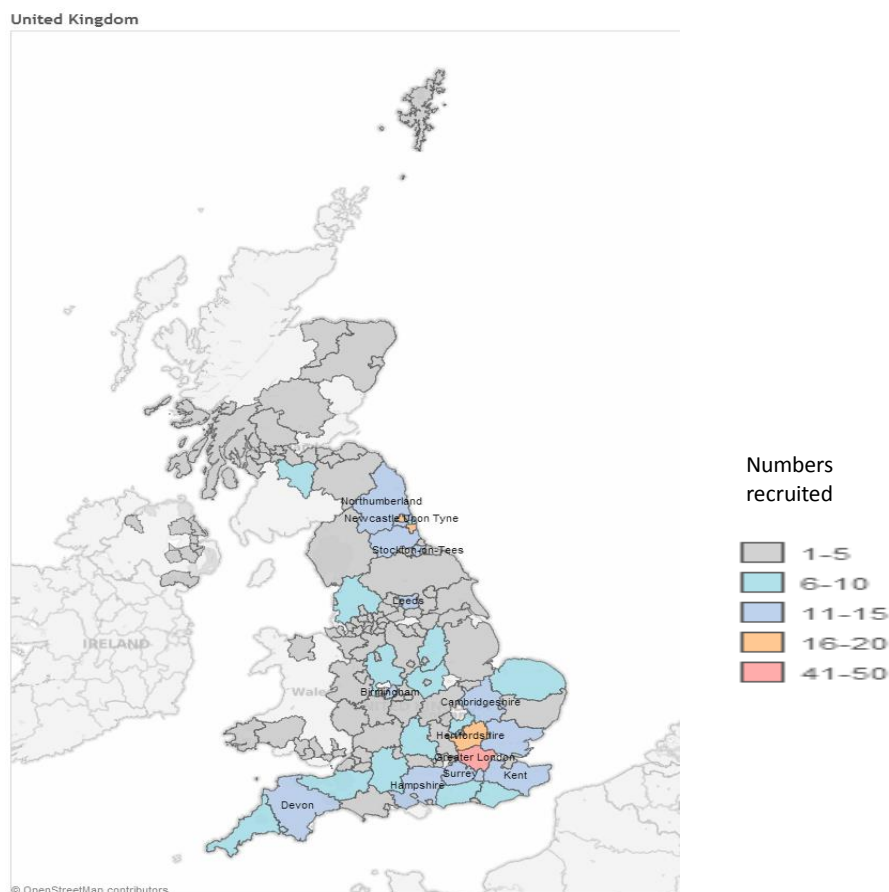 United Kingdom
Northumberland
Newcastle Upon Tyne
Stockton-on-Tees
Leeds
IRELAND
Wales
Birmingham
Cambridgeshire
Hertfordshire
Greater London
Surrey
Kent
Hampshire
Devon
© OpenStreetMap contributors
Numbers
recruited
1-5
6-10
11-15
16-20
41-50